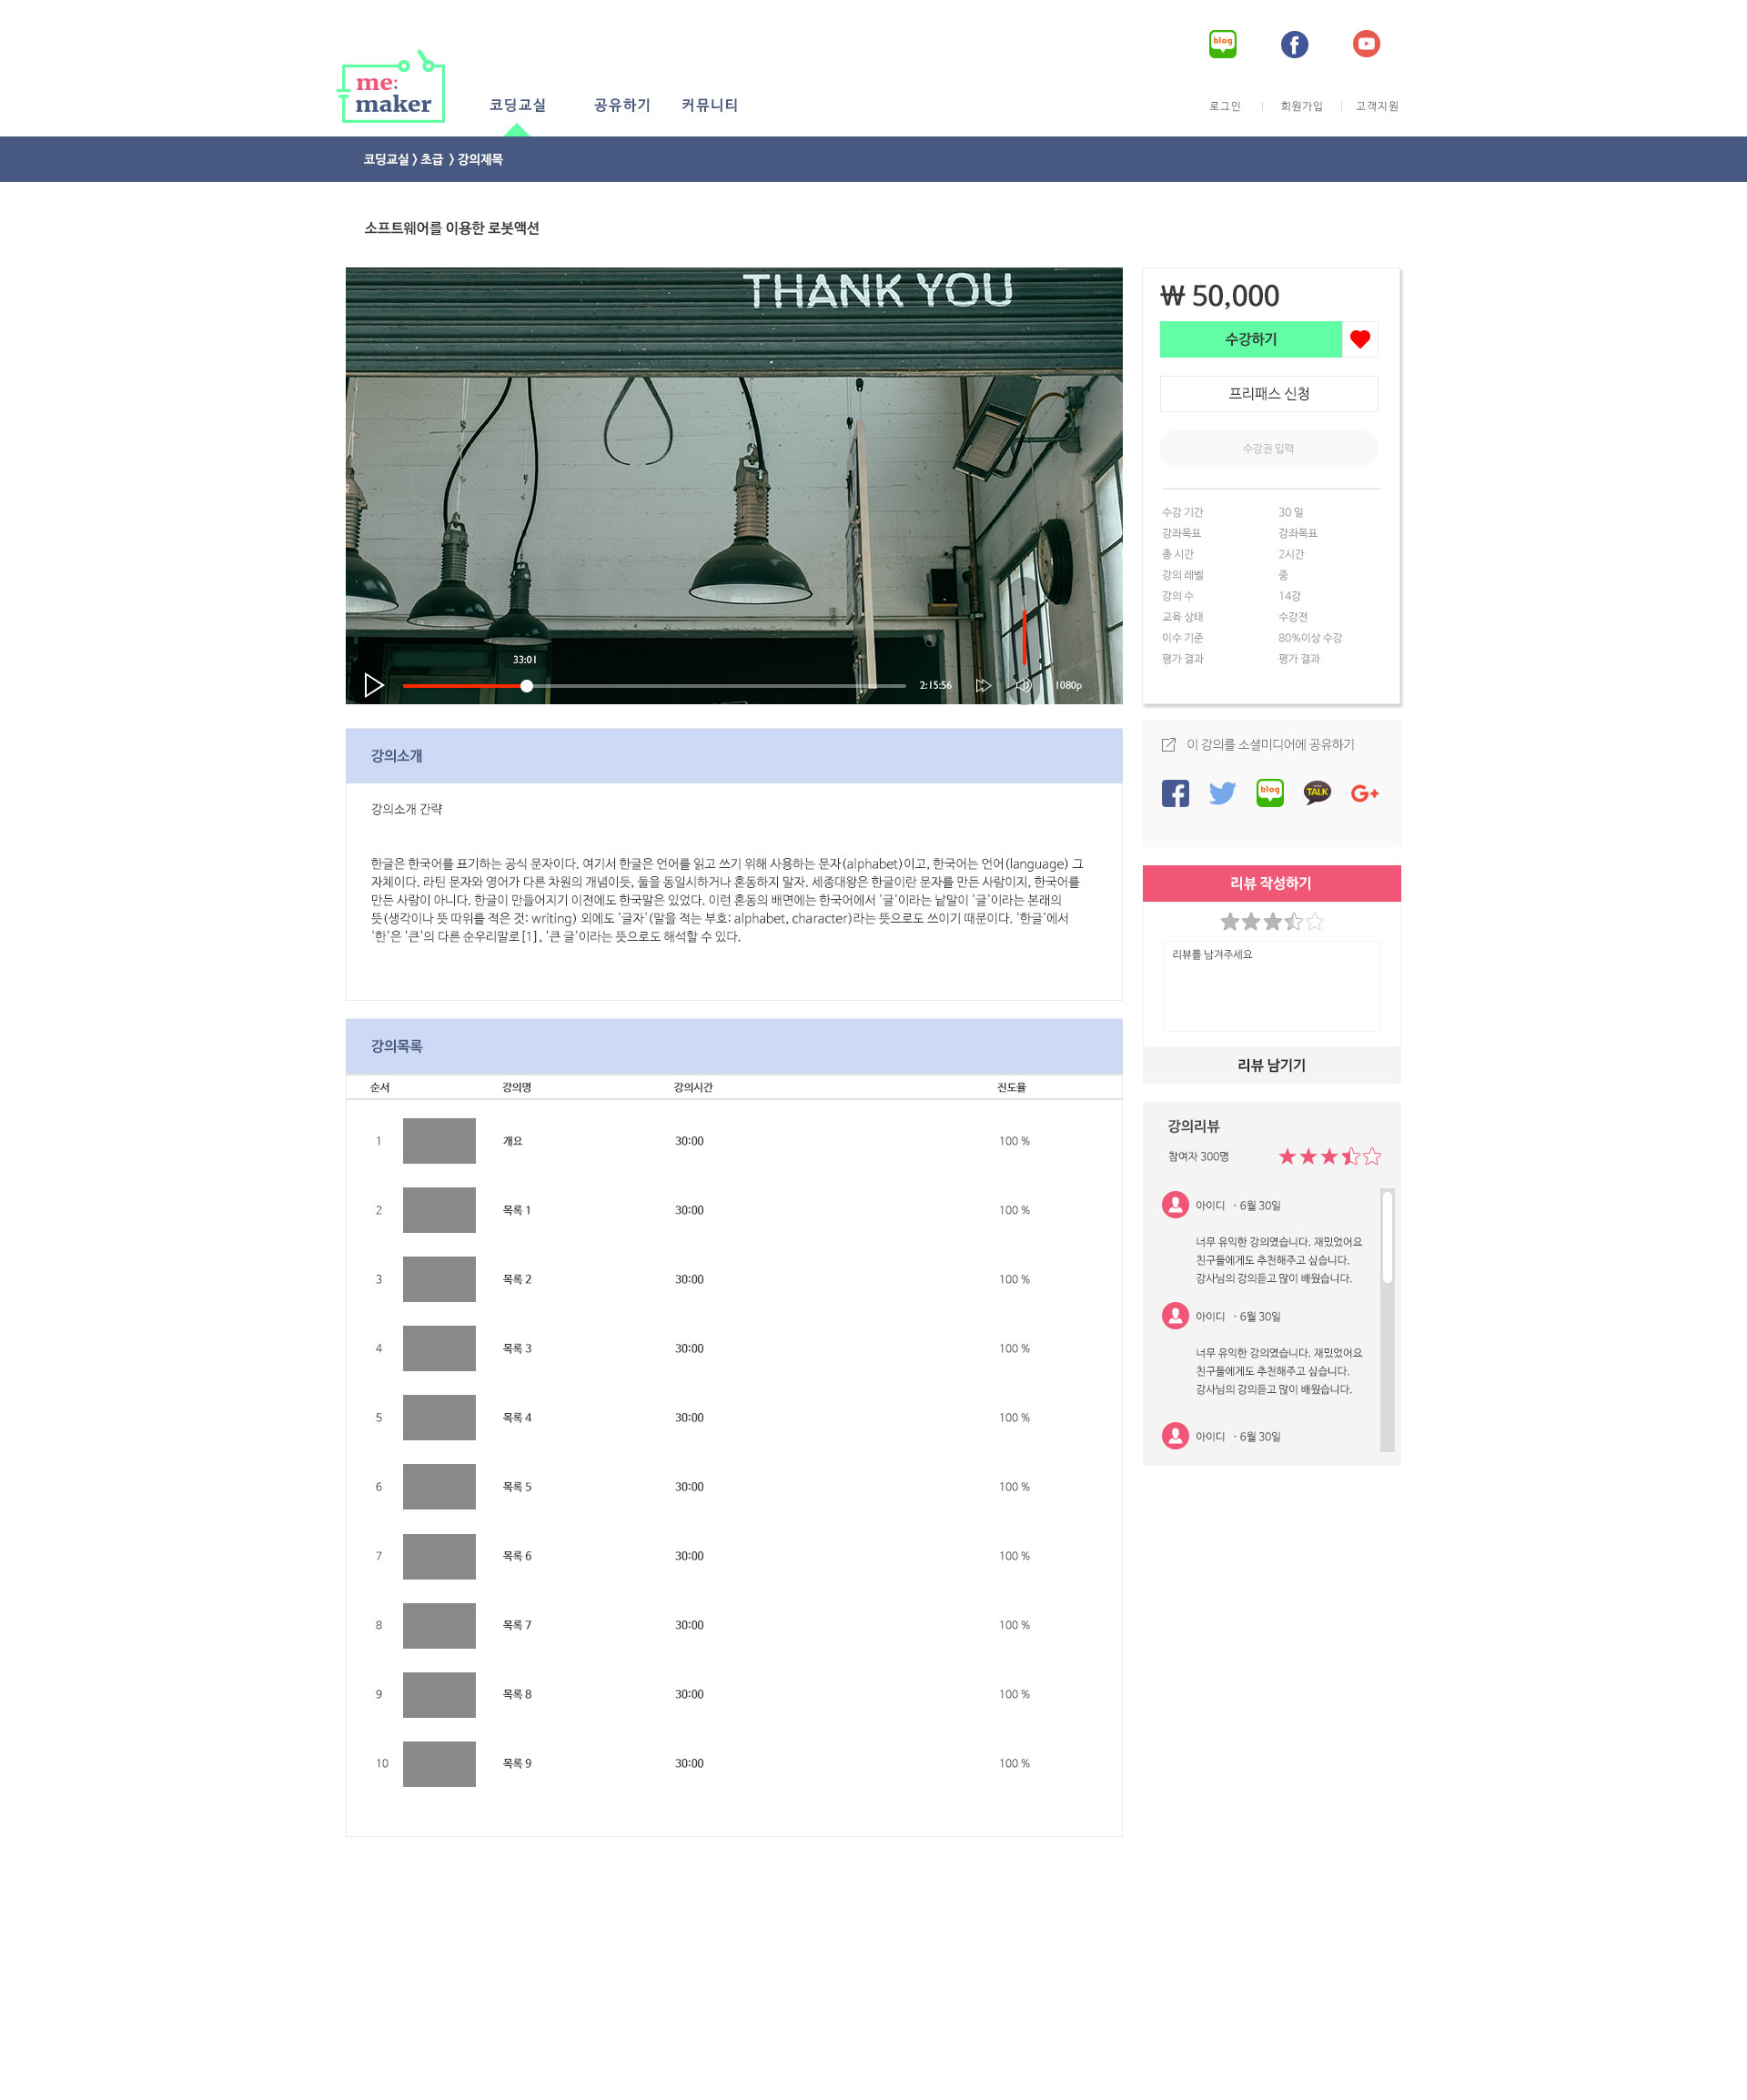 blog
me:
maker
코딩교실 공유하기 커뮤니티
로그인 | 회원가입 | 고객지원
코딩교실 > 초급 > 강의제목
소프트웨어를 이용한 로봇액션
THANK YOU
33:01
2:15:56 1080p
₩ 50,000
수강하기
프리패스 신청
수강권 입력
수강 기간 30 일
강좌목표 강좌목표
총 시간 2시간
강의 레벨 중
강의 수 14강
교육 상태 수강전
이수 기준 80%이상 수강
평가 결과 평가 결과
이 강의를 소셜미디어에 공유하기
blog TALK G+
강의소개
강의소개 간략
한글은 한국어를 표기하는 공식 문자이다. 여기서 한글은 언어를 읽고 쓰기 위해 사용하는 문자(alphabet)이고, 한국어는 언어(language) 그
자체이다. 라틴 문자와 영어가 다른 차원의 개념이듯, 둘을 동일시하거나 혼동하지 말자. 세종대왕은 한글이란 문자를 만든 사람이지, 한국어를
만든 사람이 아니다. 한글이 만들어지기 이전에도 한국말은 있었다. 이런 혼동의 배면에는 한국어에서 '글'이라는 낱말이 '글'이라는 본래의
뜻(생각이나 뜻 따위를 적은 것: writing) 외에도 '글자'(말을 적는 부호: alphabet, character)라는 뜻으로도 쓰이기 때문이다. '한글'에서
'한'은 '큰'의 다른 순우리말로[1], '큰 글'이라는 뜻으로도 해석할 수 있다.
리뷰 작성하기
리뷰를 남겨주세요
리뷰 남기기
강의목록
순서 강의명 강의시간 진도율
1 개요 30:00 100 %
2 목록 1 30:00 100 %
3 목록 2 30:00 100 %
4 목록 3 30:00 100 %
5 목록 4 30:00 100 %
6 목록 5 30:00 100 %
7 목록 6 30:00 100 %
8 목록 7 30:00 100 %
9 목록 8 30:00 100 %
10 목록 9 30:00 100 %
강의리뷰
참여자 300명
아이디 · 6월 30일
너무 유익한 강의였습니다. 재밌었어요
친구들에게도 추천해주고 싶습니다.
강사님의 강의듣고 많이 배웠습니다.
아이디 · 6월 30일
너무 유익한 강의였습니다. 재밌었어요
친구들에게도 추천해주고 싶습니다.
강사님의 강의듣고 많이 배웠습니다.
아이디 · 6월 30일